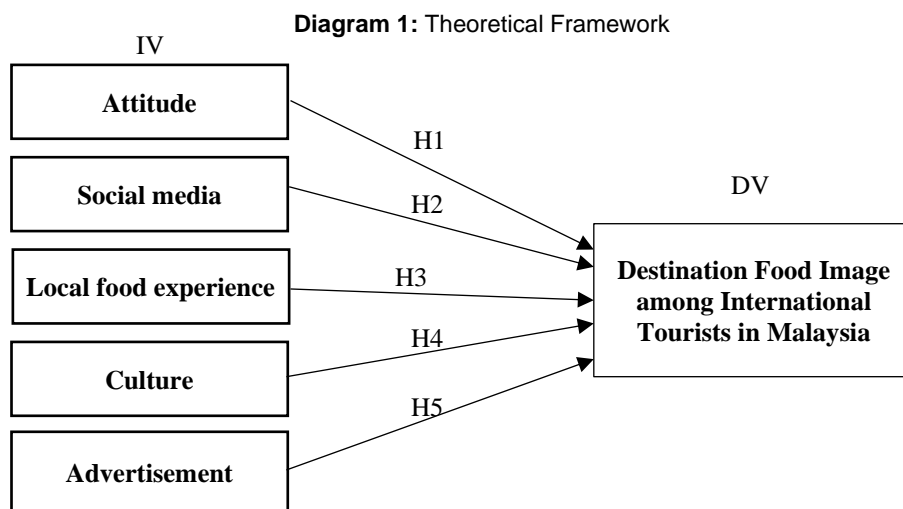 Diagram 1: Theoretical Framework
IV
Attitude
H1
Social media
H2
DV
Local food experience
H3
Destination Food Image
among International
Tourists in Malaysia
Culture
H4
Advertisement
H5